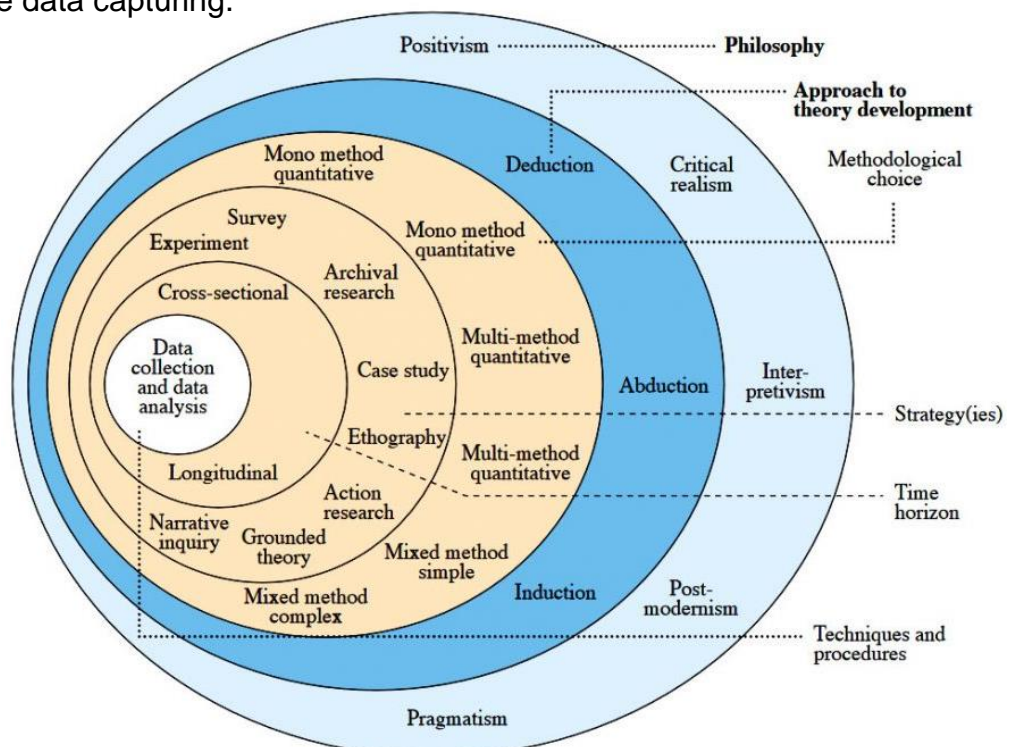 e data capturing.
Positivism
Philosophy
Approach to
theory development
Deduction
Critical
realism
Methodological
choice
Mono method
quantitative
Survey
Experiment
Mono method
quantitative
Archival
research
Cross-sectional
Data
collection
and data
analysis
Multi-method
quantitative
Case study
Abduction
Inter-
pretivism
Strategy(ies)
Ethography
Multi-method
quantitative
Longitudinal
Time
horizon
Action
research
Narrative
inquiry
Grounded
theory
Mixed method
simple
Mixed method
complex
Induction
Post-
modernism
Techniques and
procedures
Pragmatism